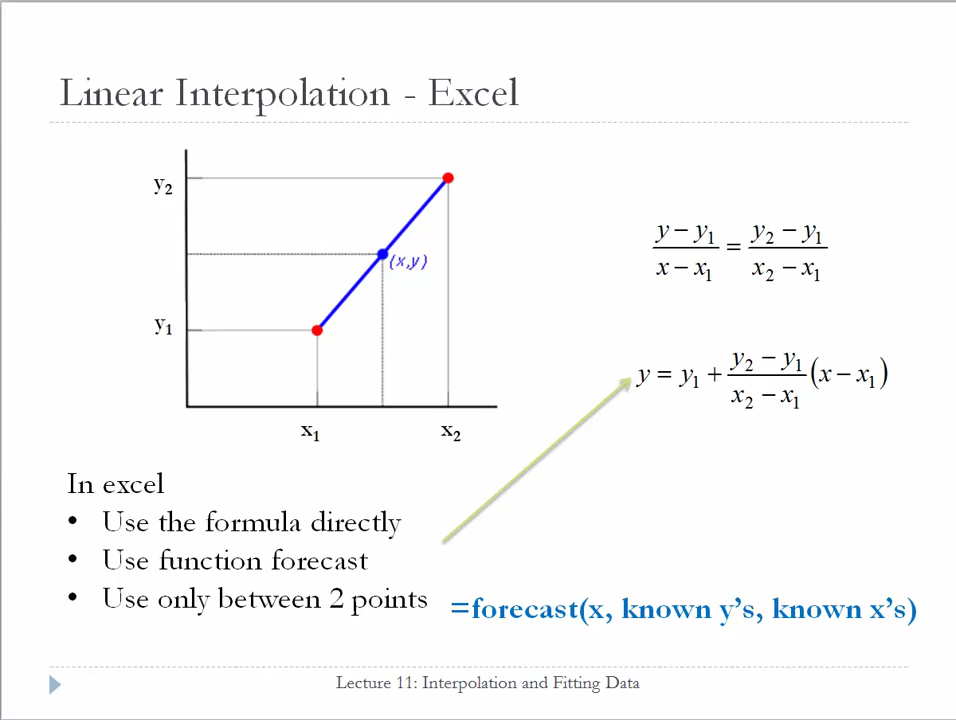 Linear Interpolation - Excel
y₂
(x,y)
y₁
x₁ x₂
y − y₁ / x − x₁ = y₂ − y₁ / x₂ − x₁
y = y₁ + y₂ − y₁ / x₂ − x₁ (x − x₁)
In excel
• Use the formula directly
• Use function forecast
• Use only between 2 points
=forecast(x, known y's, known x's)
Lecture 11: Interpolation and Fitting Data